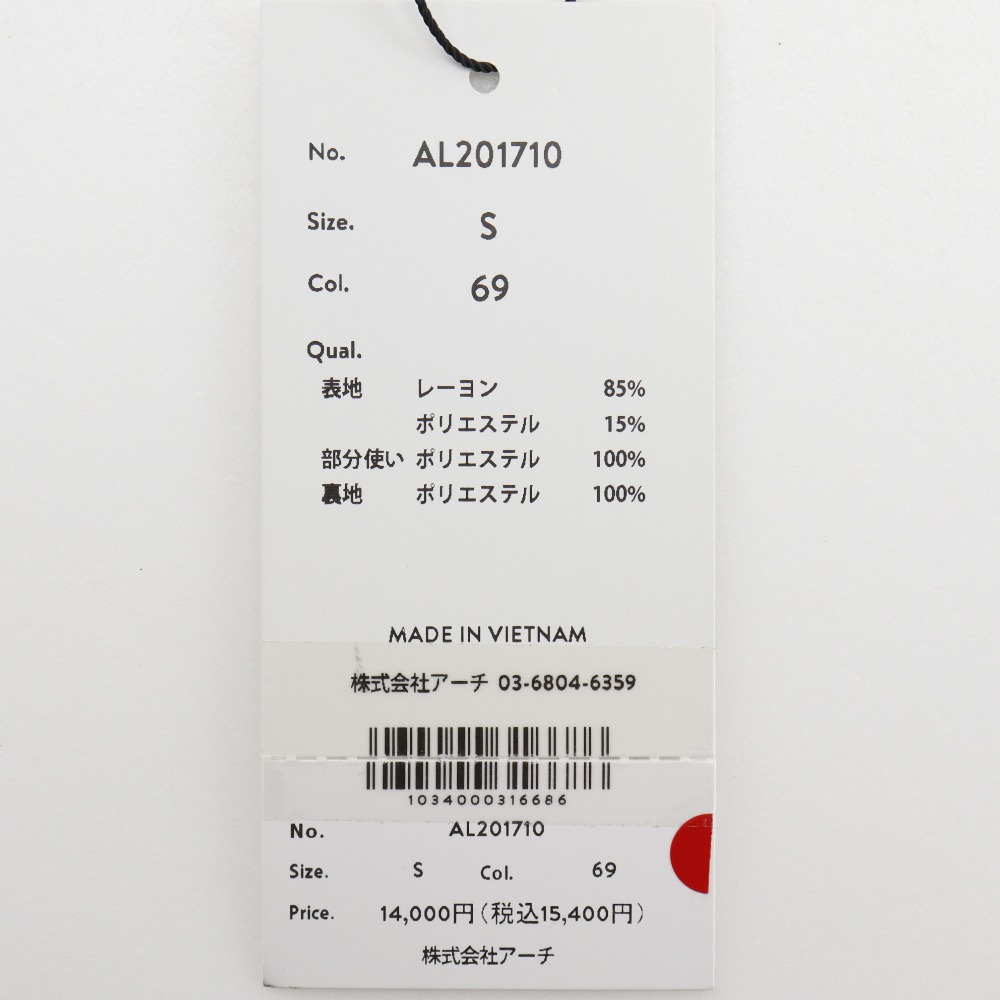 No. AL201710
Size. S
Col. 69
Qual.
表地 レーヨン 85%
ポリエステル 15%
部分使い ポリエステル 100%
裏地 ポリエステル 100%
MADE IN VIETNAM
株式会社アーチ 03-6804-6359
1034000316686
No. AL201710
Size. S Col. 69
Price. 14,000円(税込15,400円)
株式会社アーチ